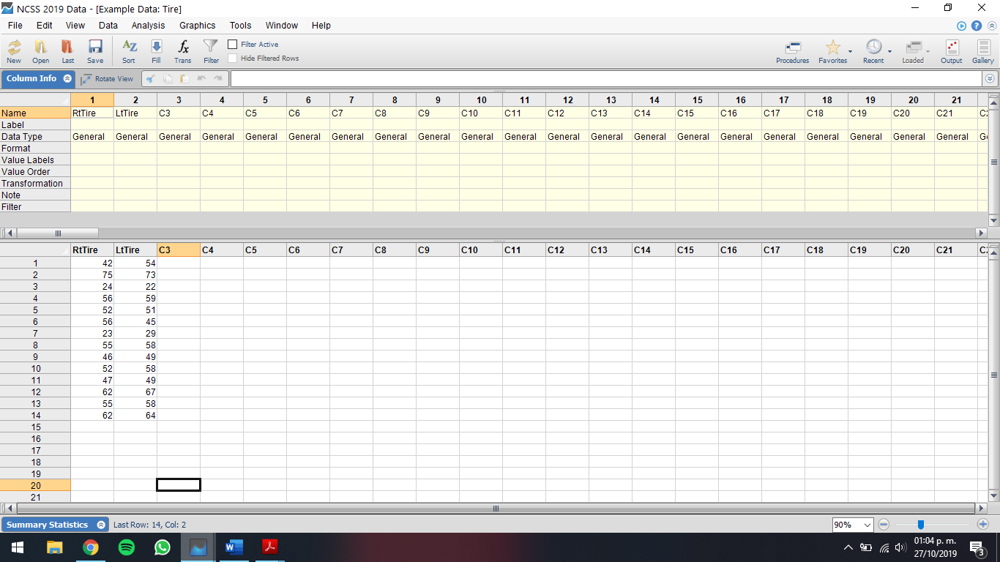 NCSS 2019 Data - [Example Data: Tire]
File Edit View Data Analysis Graphics Tools Window Help
New Open Last Save Sort Fill Trans Filter Filter Active Procedures Favorites Recent Loaded Output Gallery
Hide Filtered Rows
Column Info Rotate View
1 2 3 4 5 6 7 8 9 10 11 12 13 14 15 16 17 18 19 20 21
Name RtTire LtTire C3 C4 C5 C6 C7 C8 C9 C10 C11 C12 C13 C14 C15 C16 C17 C18 C19 C20 C21
Label
Data Type General General General General General General General General General General General General General General General General General General General General General
Format
Value Labels
Value Order
Transformation
Note
Filter
RtTire LtTire C3 C4 C5 C6 C7 C8 C9 C10 C11 C12 C13 C14 C15 C16 C17 C18 C19 C20 C21
1 42 54
2 75 73
3 24 22
4 56 59
5 52 51
6 56 45
7 23 29
8 55 58
9 46 49
10 52 58
11 47 49
12 62 67
13 55 58
14 62 64
15
16
17
18
19
20
21
Summary Statistics Last Row: 14, Col: 2 90%
01:04 p. m.
27/10/2019
3